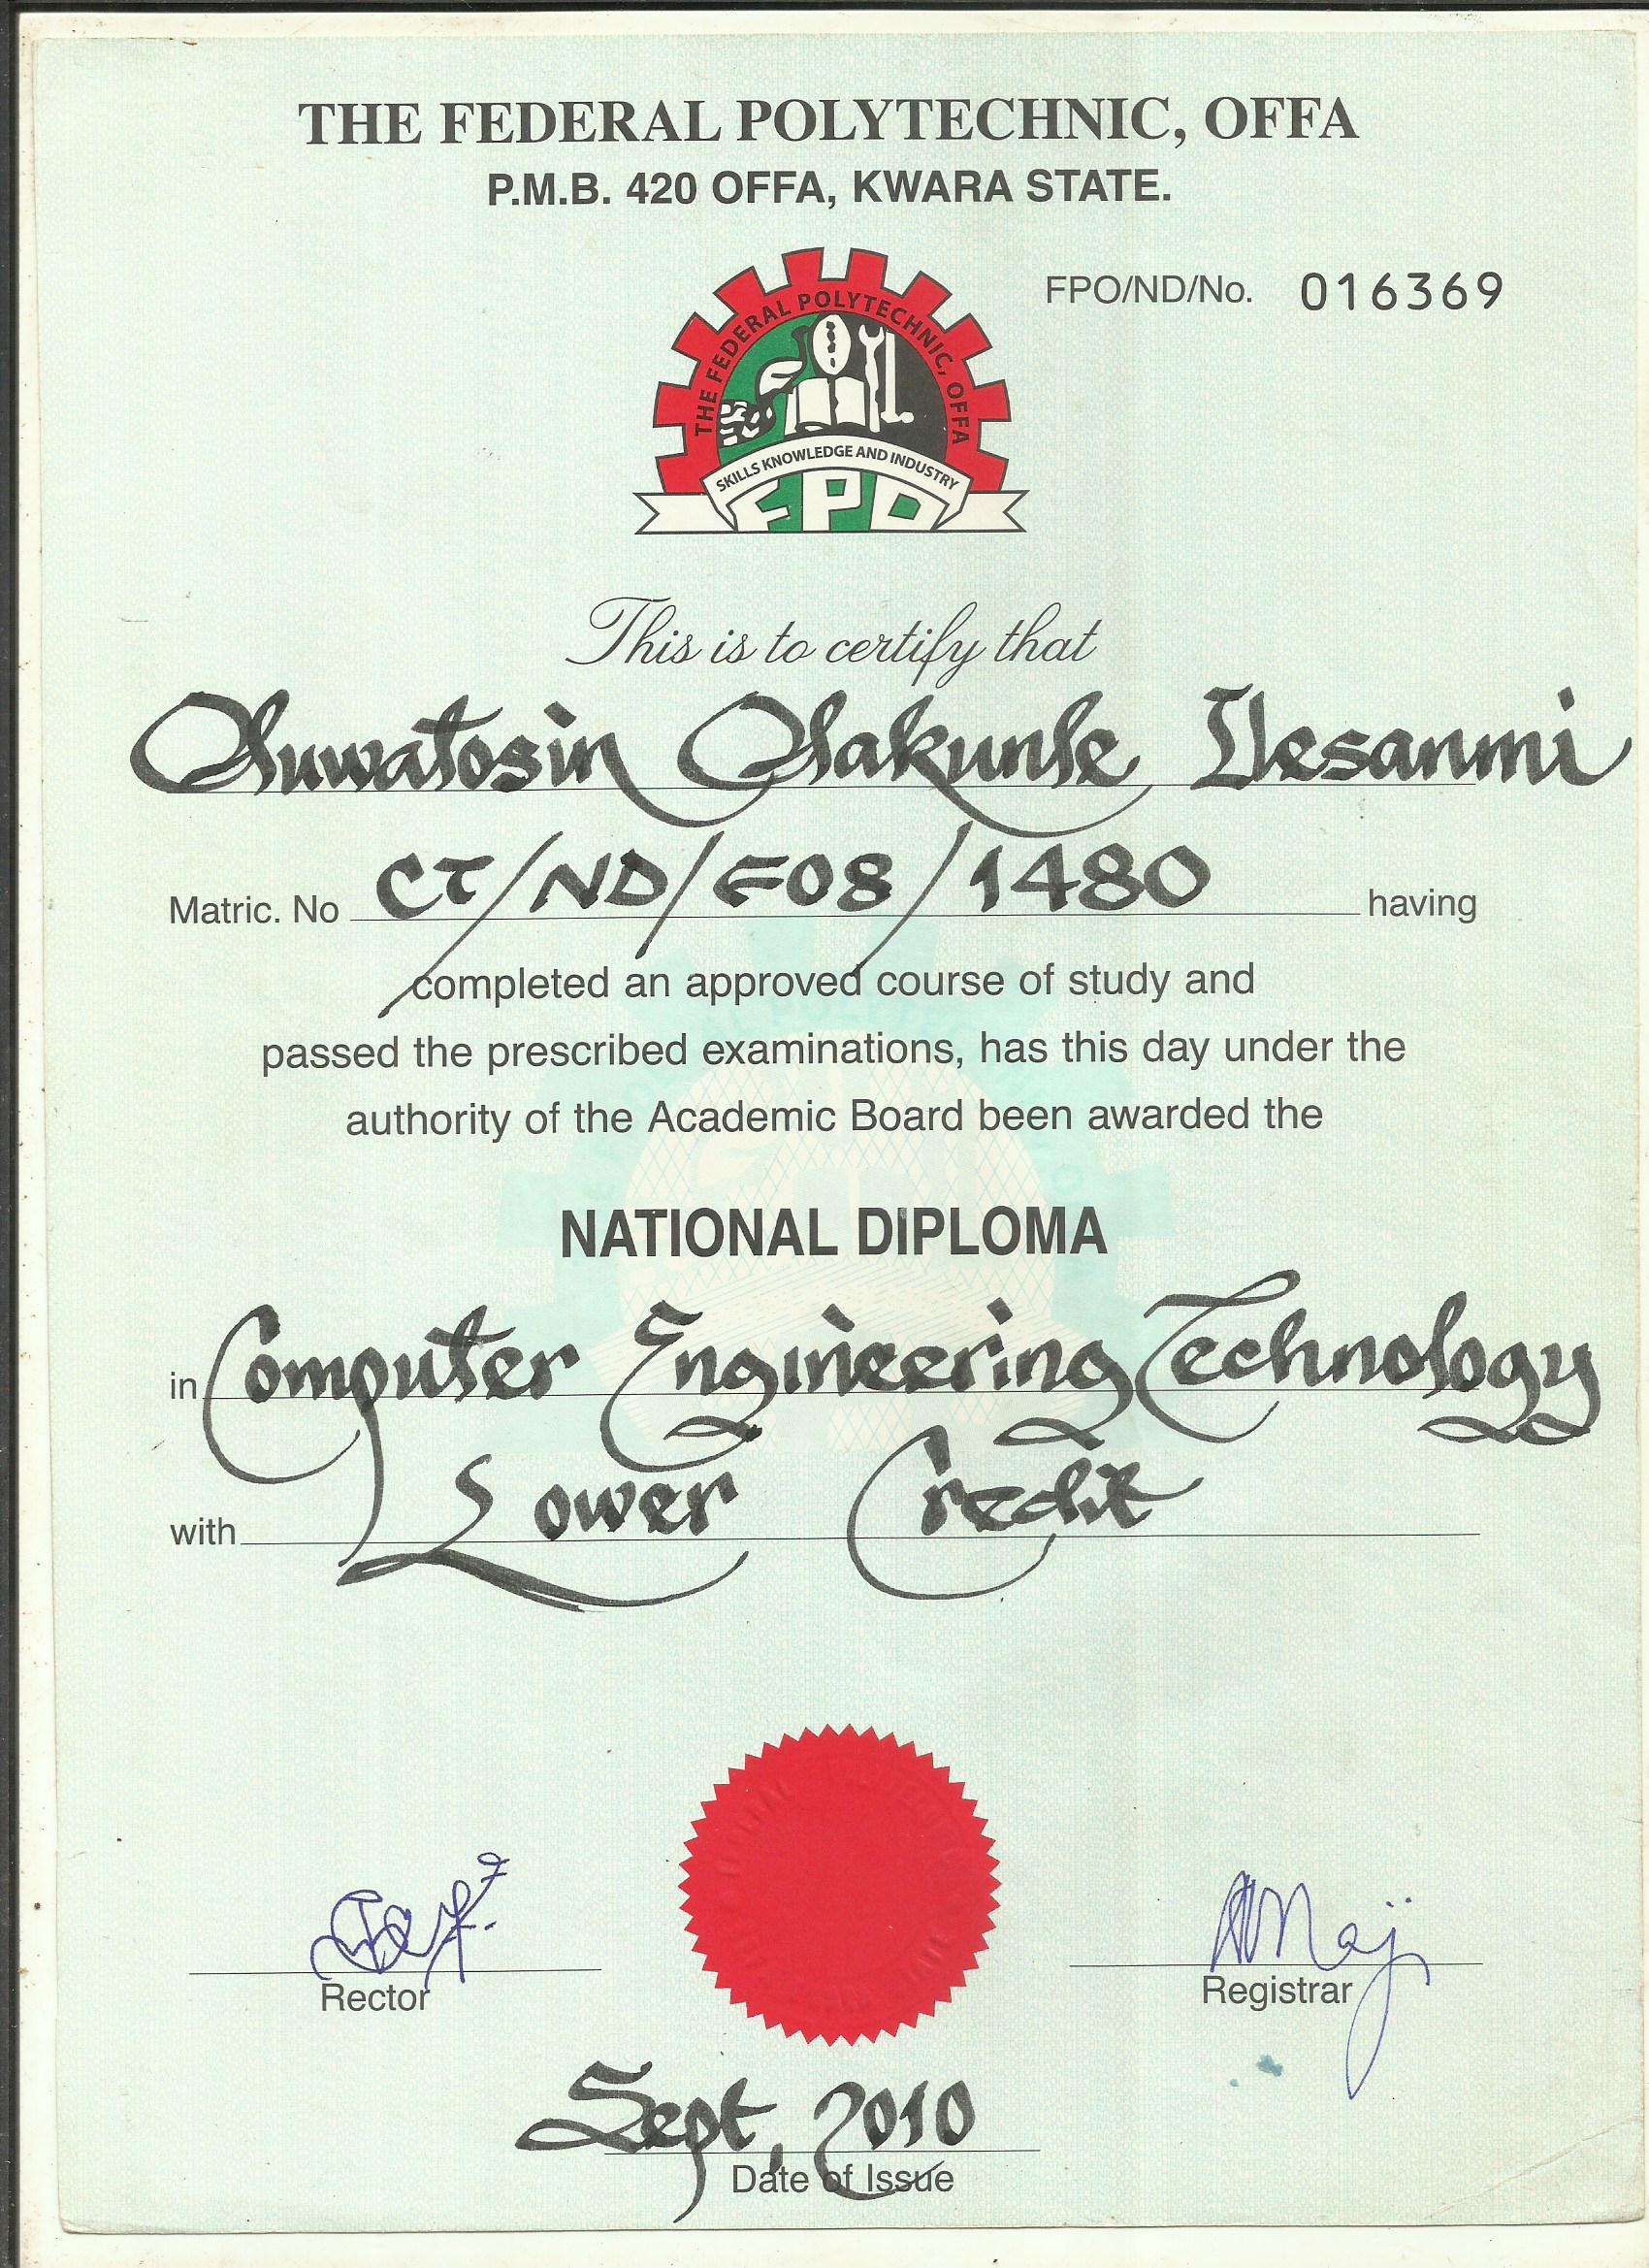 THE FEDERAL POLYTECHNIC, OFFA
P.M.B. 420 OFFA, KWARA STATE.
FPO/ND/No. 016369
THE FEDERAL POLYTECHNIC, OFFA
SKILLS KNOWLEDGE AND INDUSTRY
FPO
This is to certify that
Oluwatosin Olakunle Ilesanmi
Matric. No CT/ND/F08/1480 having
completed an approved course of study and
passed the prescribed examinations, has this day under the
authority of the Academic Board been awarded the
NATIONAL DIPLOMA
in Computer Engineering Technology
with Lower Credit
Rector
Registrar
Sept, 2010
Date of Issue